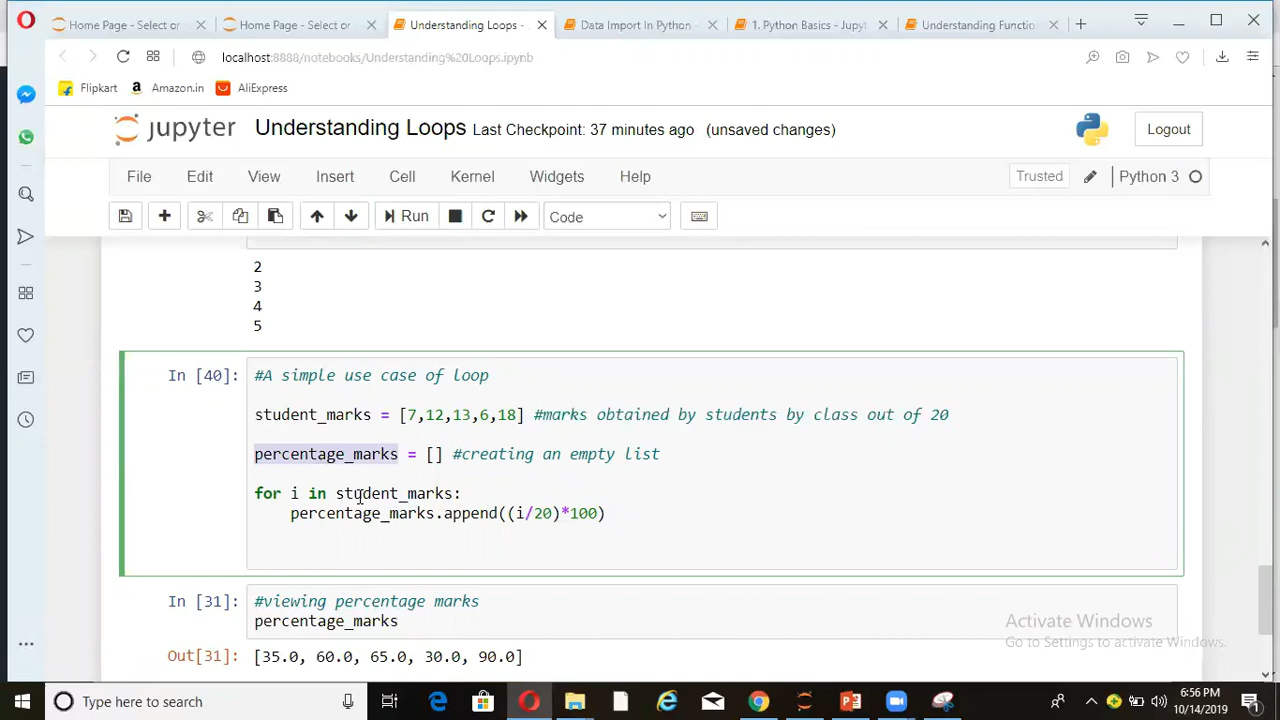 Home Page - Select or
Home Page - Select or
Understanding Loops -
Data Import In Python -
1. Python Basics - Jupyt
Understanding Functio
localhost:8888/notebooks/Understanding%20Loops.ipynb
Flipkart
Amazon.in
AliExpress
jupyter
Understanding Loops
Last Checkpoint: 37 minutes ago (unsaved changes)
Logout
File
Edit
View
Insert
Cell
Kernel
Widgets
Help
Trusted
Python 3
Run
Code
2
3
4
5
In [40]:
#A simple use case of loop
student_marks = [7,12,13,6,18] #marks obtained by students by class out of 20
percentage_marks = [] #creating an empty list
for i in student_marks:
percentage_marks.append((i/20)*100)
In [31]:
#viewing percentage marks
percentage_marks
Out[31]:
[35.0, 60.0, 65.0, 30.0, 90.0]
Activate Windows
Go to Settings to activate Windows.
Type here to search
6:56 PM
10/14/2019